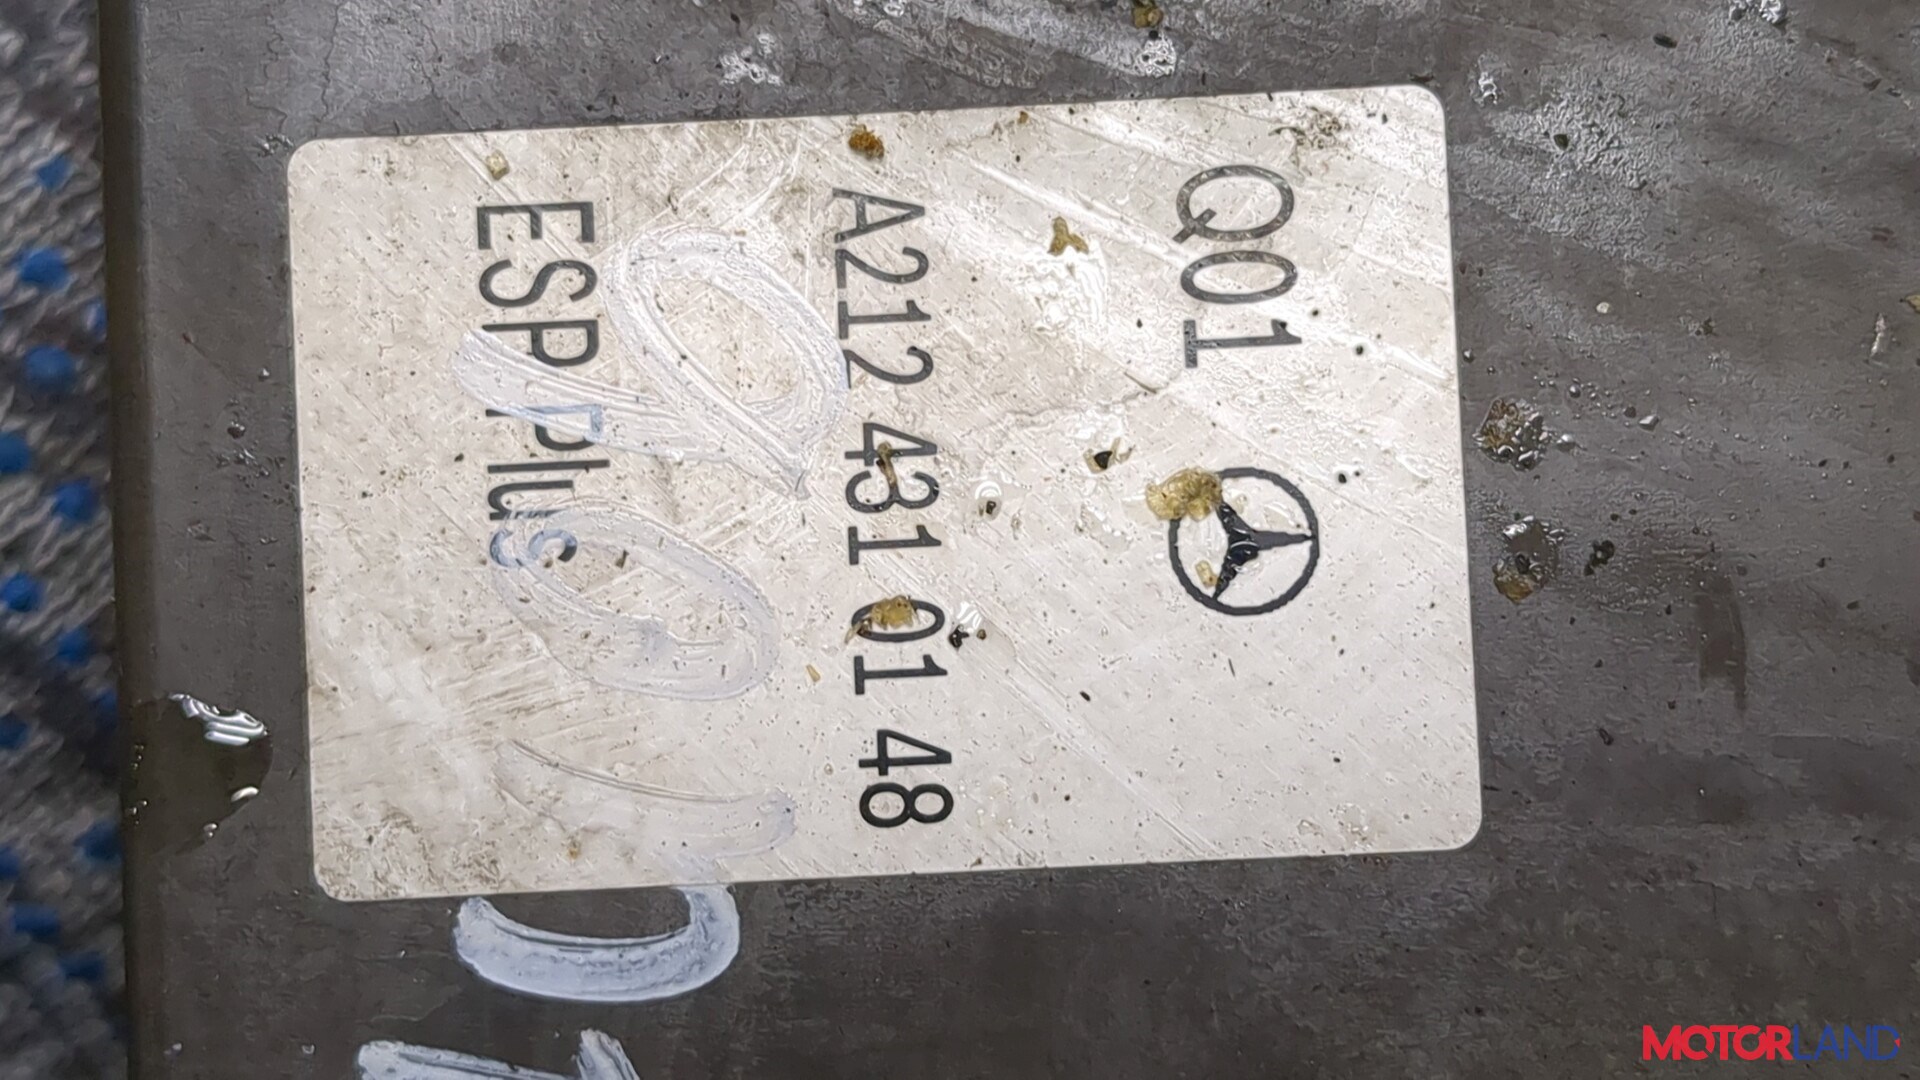 Q01
A212 431 01 48
ESP Plus
MOTORLAND